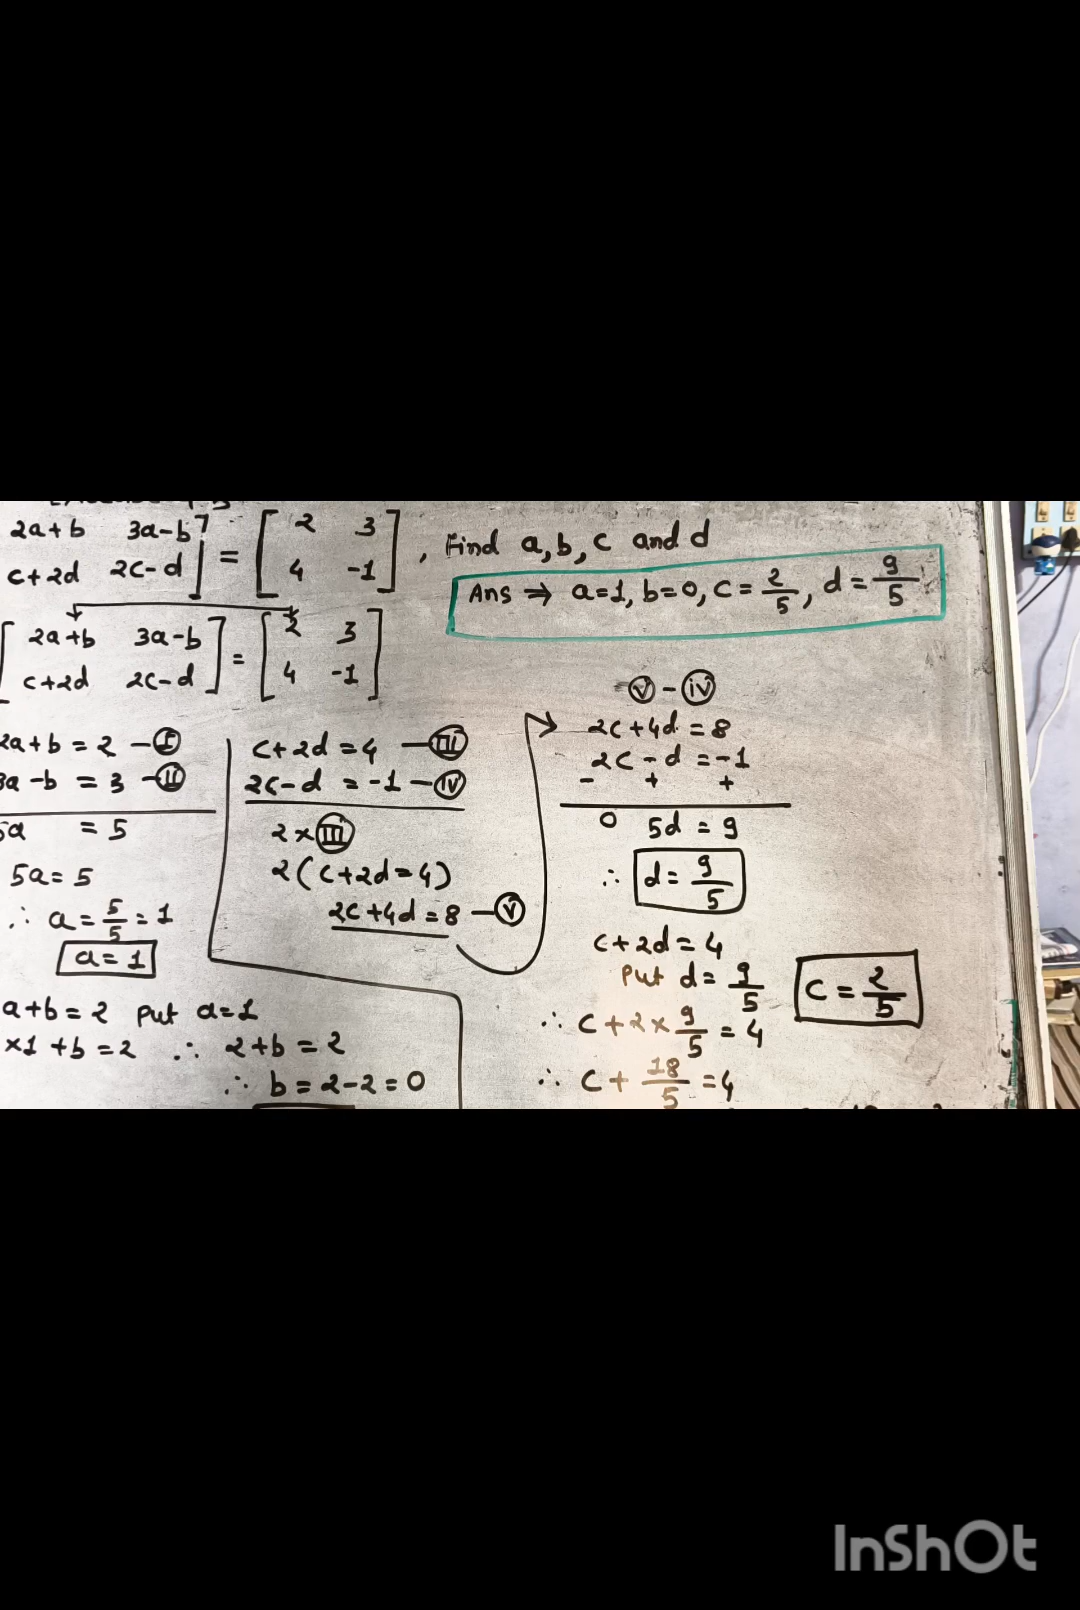 2a+b 3a-b] = [2 3
c+2d 2c-d] 4 -1], Find a, b, c and d
Ans ⇒ a=1, b=0, c=2/5, d=9/5
[2a+b 3a-b] = [2 3
c+2d 2c-d] 4 -1]
2a+b = 2 — I
3a-b = 3 — II
5a = 5
5a = 5
∴ a = 5/5 = 1
a = 1
a+b = 2 put a=1
×1 +b = 2 ∴ 2+b = 2
∴ b = 2-2 = 0
c+2d = 4 — III
2c-d = -1 — iv
2 × III
2(c+2d=4)
2c+4d = 8 — v
v - iv
2c+4d = 8
2c-d = -1
- + +
0 5d = 9
∴ d = 9/5
c+2d = 4
Put d = 9/5
c = 2/5
∴ c+2×9/5 = 4
∴ c+18/5 = 4
InShOt